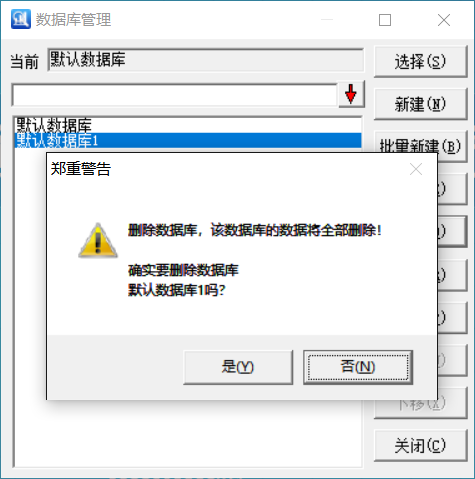 数据库管理
当前
默认数据库
选择(S)
新建(N)
默认数据库
默认数据库1
批里新建(B)
郑重警告
删除数据库，该数据库的数据将全部删除！
确实要删除数据库
默认数据库1吗？
是(Y)
否(N)
下移(X)
关闭(C)